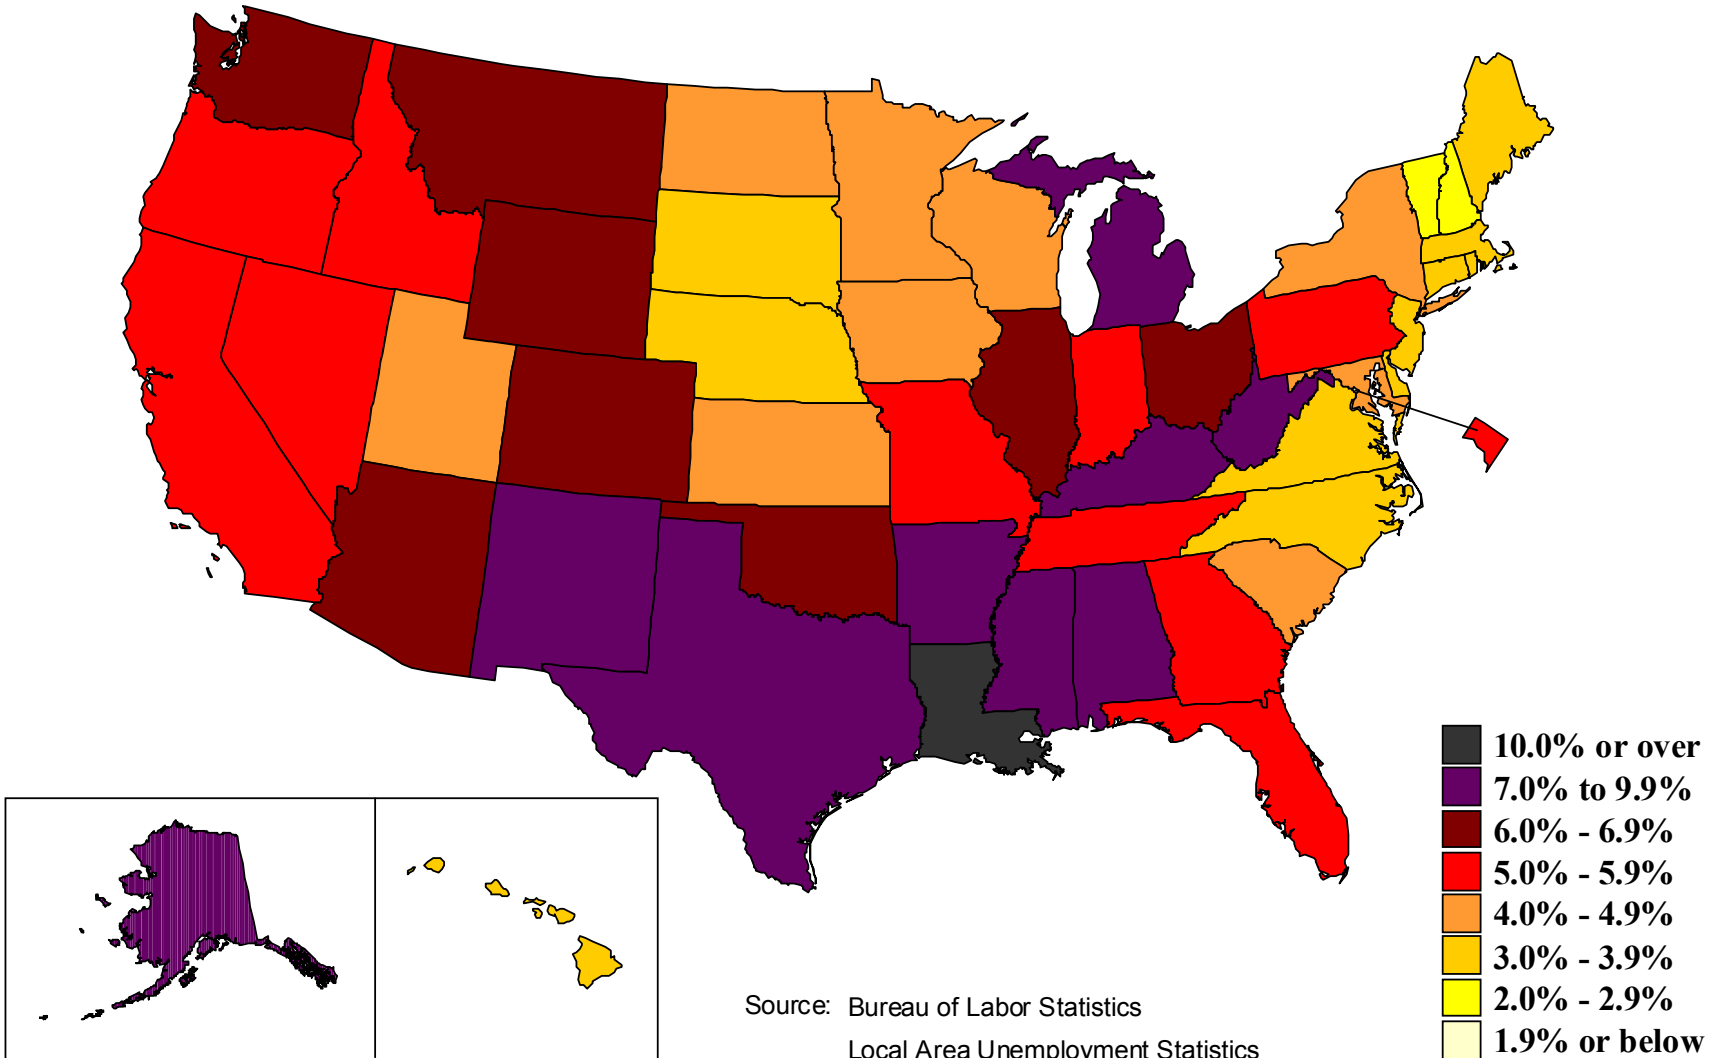 10.0% or over
7.0% to 9.9%
6.0% - 6.9%
5.0% - 5.9%
4.0% - 4.9%
3.0% - 3.9%
2.0% - 2.9%
1.9% or below
Source: Bureau of Labor Statistics
Local Area Unemployment Statistics